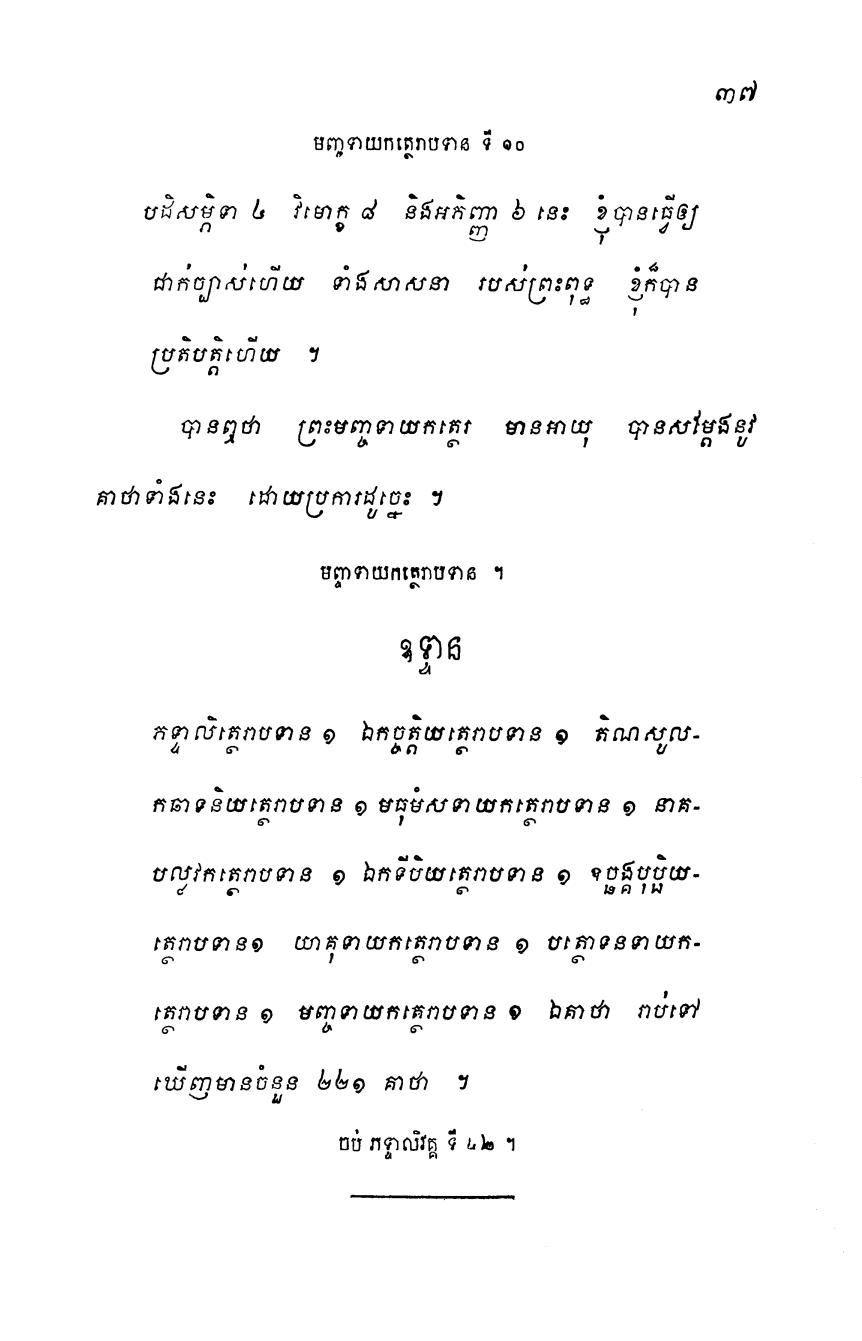 ៣៧
មញ្ចទាយកត្ថេរាបទាន ទី ១០
បដិសម្ភិទា ៤ វិមោក្ខ ៨ និងអភិញ្ញា ៦ នេះ ខ្ញុំបានធ្វើឲ្យ
ជាក់ច្បាស់ហើយ ទាំងសាសនា របស់ព្រះពុទ្ធ ខ្ញុំក៏បាន
ប្រតិបត្តិហើយ ។
បានឮថា ព្រះមញ្ចទាយកត្ថេរ មានអាយុ បានសម្តែងនូវ
គាថាទាំងនេះ ដោយប្រការដូច្នេះ ។
មញ្ចទាយកត្ថេរាបទាន ។
ឧទ្ទាន
ភទ្ទាលិត្ថេរាបទាន ១ ឯកច្ឆត្តិយត្ថេរាបទាន ១ តិណសូល-
កឆាទនិយត្ថេរាបទាន ១ មធុមំសទាយកត្ថេរាបទាន ១ នាគ-
បល្លវកត្ថេរាបទាន ១ ឯកទីបិយត្ថេរាបទាន ១ ឧច្ឆង្គបុប្ផិយ-
ត្ថេរាបទាន១ យាគុទាយកត្ថេរាបទាន ១ បត្ថោទនទាយក-
ត្ថេរាបទាន ១ មញ្ចទាយកត្ថេរាបទាន ១ ឯគាថា រាប់ទៅ
ឃើញមានចំនួន ២២១ គាថា ។
ចប់ ភទ្ទាលិវគ្គ ទី ៤២ ។